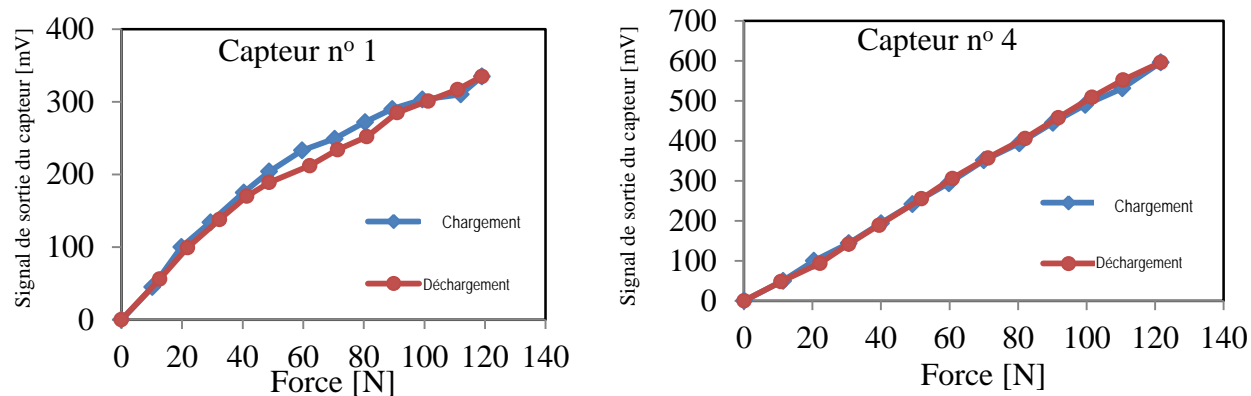 Capteur nº 1
Signal de sortie du capteur [mV]
400
300
200
100
0
Chargement
Déchargement
0 20 40 60 80 100 120 140
Force [N]
Capteur nº 4
Signal de sortie du capteur [mV]
700
600
500
400
300
200
100
0
Chargement
Déchargement
0 20 40 60 80 100 120 140
Force [N]